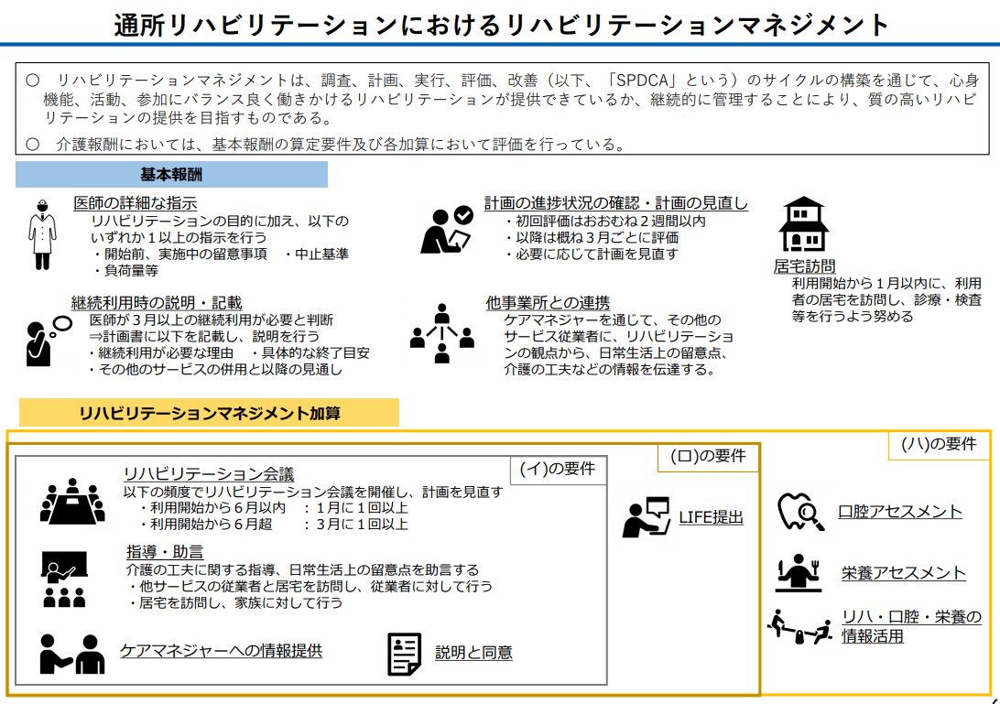 通所リハビリテーションにおけるリハビリテーションマネジメント
○ リハビリテーションマネジメントは、調査、計画、実行、評価、改善（以下、「SPDCA」という）のサイクルの構築を通じて、心身
機能、活動、参加にバランス良く働きかけるリハビリテーションが提供できているか、継続的に管理することにより、質の高いリハビ
リテーションの提供を目指すものである。
○ 介護報酬においては、基本報酬の算定要件及び各加算において評価を行っている。
基本報酬
医師の詳細な指示
リハビリテーションの目的に加え、以下の
いずれか１以上の指示を行う
・開始前、実施中の留意事項 ・中止基準
・負荷量等
計画の進捗状況の確認・計画の見直し
・初回評価はおおむね２週間以内
・以降は概ね３月ごとに評価
・必要に応じて計画を見直す
居宅訪問
利用開始から１月以内に、利用
者の居宅を訪問し、診療・検査
等を行うよう努める
継続利用時の説明・記載
医師が３月以上の継続利用が必要と判断
⇒計画書に以下を記載し、説明を行う
・継続利用が必要な理由 ・具体的な終了目安
・その他のサービスの併用と以降の見通し
他事業所との連携
ケアマネジャーを通じて、その他の
サービス従業者に、リハビリテーショ
ンの観点から、日常生活上の留意点、
介護の工夫などの情報を伝達する。
リハビリテーションマネジメント加算
(イ)の要件
(ロ)の要件
(ハ)の要件
リハビリテーション会議
以下の頻度でリハビリテーション会議を開催し、計画を見直す
・利用開始から６月以内 ：１月に１回以上
・利用開始から６月超 ：３月に１回以上
指導・助言
介護の工夫に関する指導、日常生活上の留意点を助言する
・他サービスの従業者と居宅を訪問し、従業者に対して行う
・居宅を訪問し、家族に対して行う
ケアマネジャーへの情報提供
説明と同意
LIFE提出
口腔アセスメント
栄養アセスメント
リハ・口腔・栄養の
情報活用